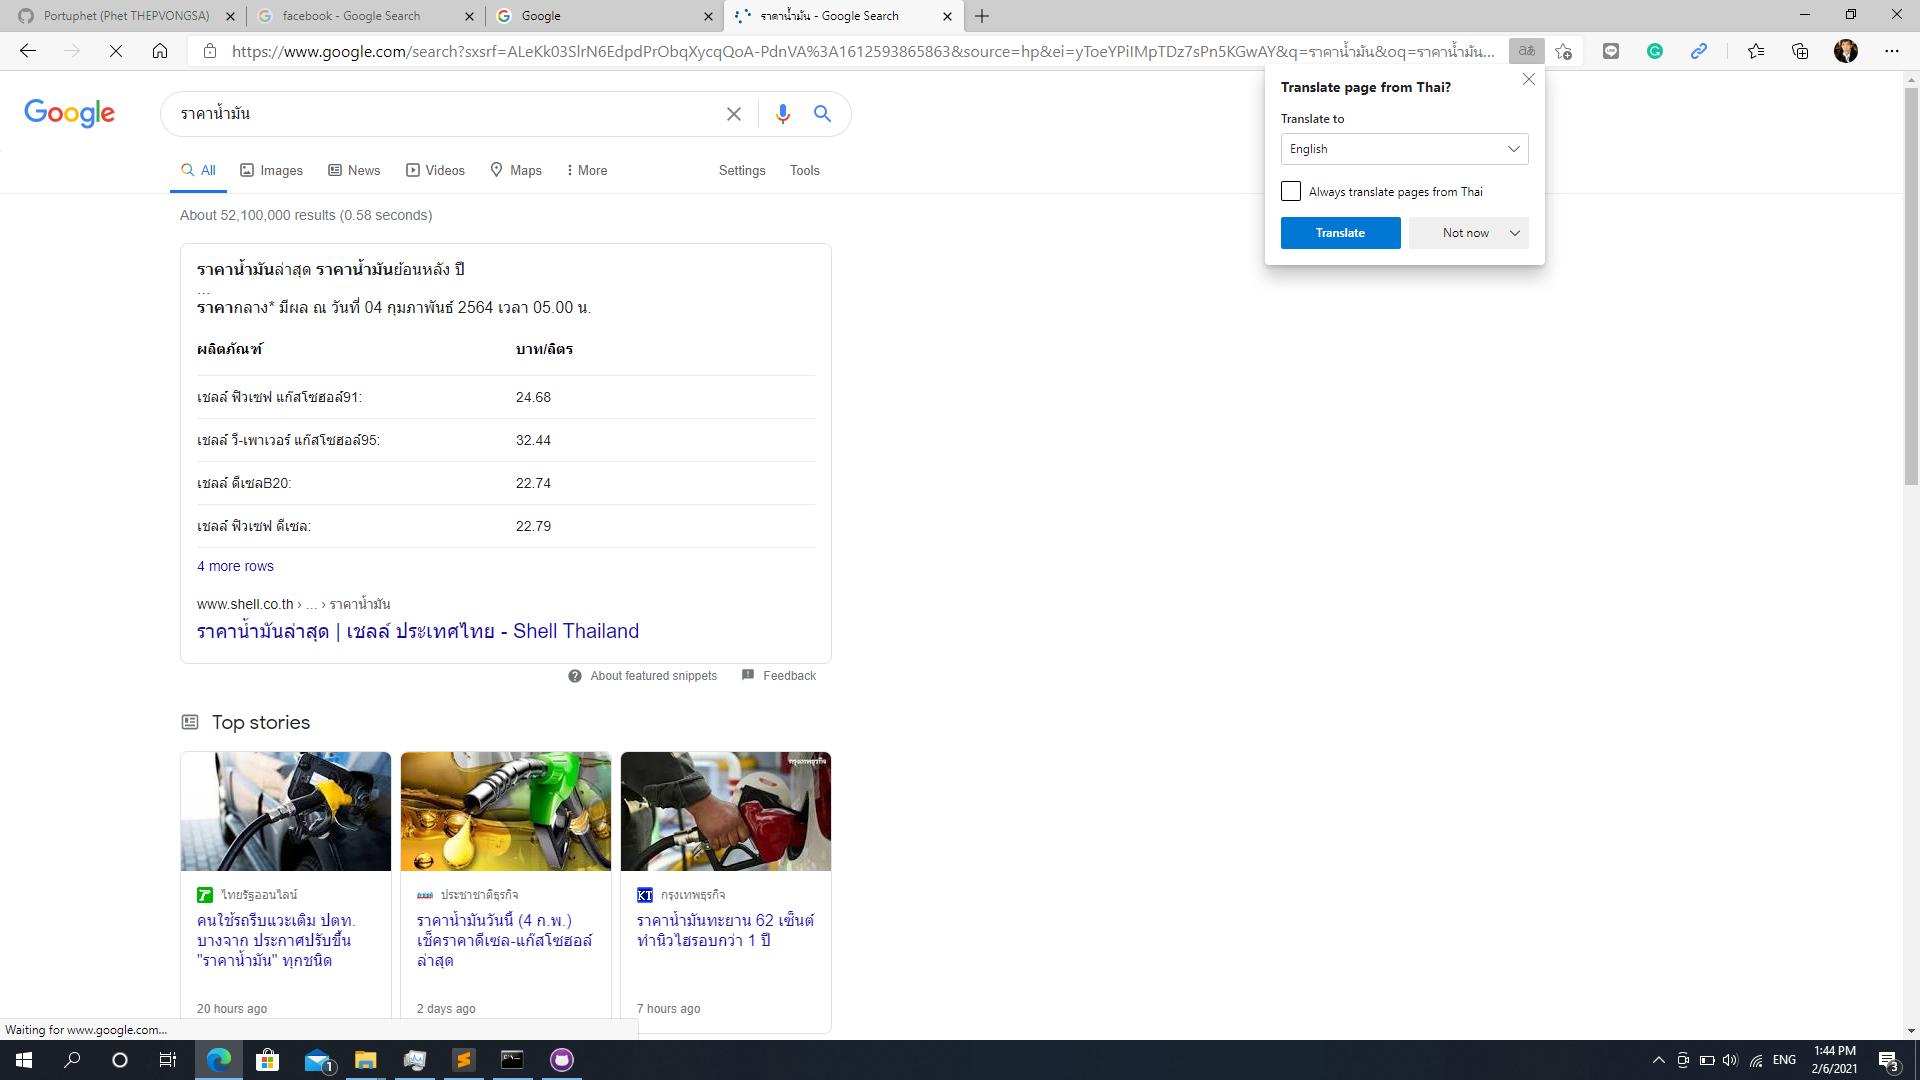 Portuphet (Phet THEPVONGSA)
facebook - Google Search
Google
ราคาน้ำมัน - Google Search
https://www.google.com/search?sxsrf=ALeKk03SlrN6EdpdPrObqXycqQoA-PdnVA%3A1612593865863&source=hp&ei=yToeYPiIMpTDz7sPn5KGwAY&q=ราคาน้ำมัน&oq=ราคาน้ำมัน...
Translate page from Thai?
Translate to
English
Always translate pages from Thai
Translate
Not now
Google
ราคาน้ำมัน
All
Images
News
Videos
Maps
More
Settings
Tools
About 52,100,000 results (0.58 seconds)
ราคาน้ำมันล่าสุด ราคาน้ำมันย้อนหลัง ปี
...
ราคากลาง* มีผล ณ วันที่ 04 กุมภาพันธ์ 2564 เวลา 05.00 น.
ผลิตภัณฑ์ บาท/ลิตร
เชลล์ ฟิวเซฟ แก๊สโซฮอล์91: 24.68
เชลล์ วี-เพาเวอร์ แก๊สโซฮอล์95: 32.44
เชลล์ ดีเซลB20: 22.74
เชลล์ ฟิวเซฟ ดีเซล: 22.79
4 more rows
www.shell.co.th › ... › ราคาน้ำมัน
ราคาน้ำมันล่าสุด | เชลล์ ประเทศไทย - Shell Thailand
About featured snippets
Feedback
Top stories
กรุงเทพธุรกิจ
ไทยรัฐออนไลน์
คนใช้รถรีบแวะเติม ปตท.
บางจาก ประกาศปรับขึ้น
"ราคาน้ำมัน" ทุกชนิด
20 hours ago
ประชาชาติธุรกิจ
ราคาน้ำมันวันนี้ (4 ก.พ.)
เช็คราคาดีเซล-แก๊สโซฮอล์
ล่าสุด
2 days ago
KT
กรุงเทพธุรกิจ
ราคาน้ำมันทะยาน 62 เซ็นต์
ทำนิวไฮรอบกว่า 1 ปี
7 hours ago
Waiting for www.google.com...
1
ENG
1:44 PM
2/6/2021
3